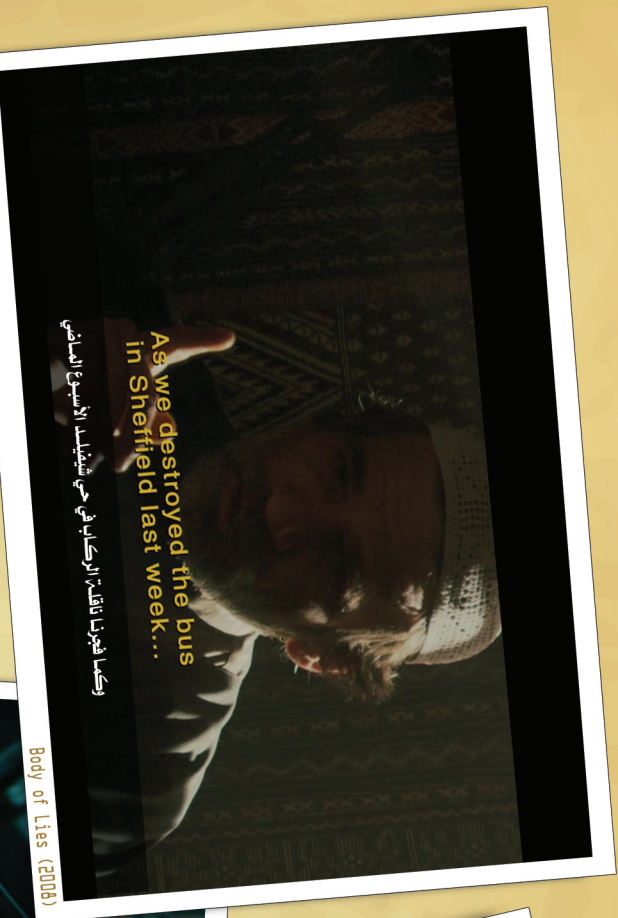 As we destroyed the bus
in Sheffield last week...
وكما فجرنا ناقلة الركاب في حي شيفيلد الأسبوع الماضي
Body of Lies (2008)